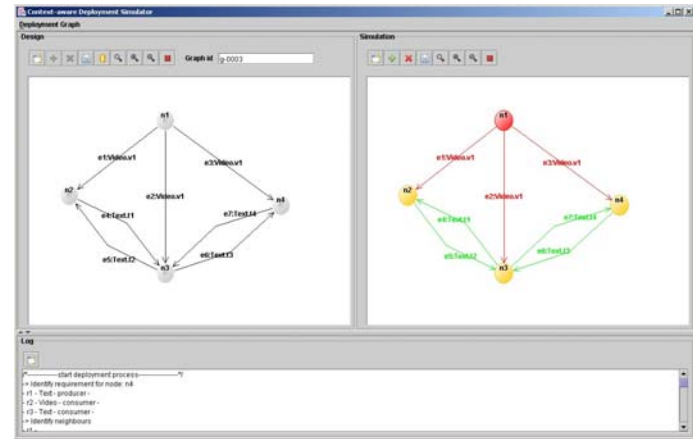 Context-aware Deployment Simulator
Deployment Graph
Design
Graph id g-0003
n1
e1:Video.v1
e3:Video.v1
n2
e2:Video.v1
n4
e4:Text.t1
e7:Text.t4
e5:Text.t2
e6:Text.t3
n3
Simulation
n1
e1:Video.v1
n3:Video.v1
n2
e2:Video.v1
n4
e4:Text.t1
e7:Text.t4
e5:Text.t2
e6:Text.t3
n3
Log
/*-------------start deployment process----------------*/
-> Identify requirement for node: n4
- r1 - Text - producer -
- r2 - Video - consumer -
- r3 - Text - consumer -
-> Identify neighbours
- r1 -